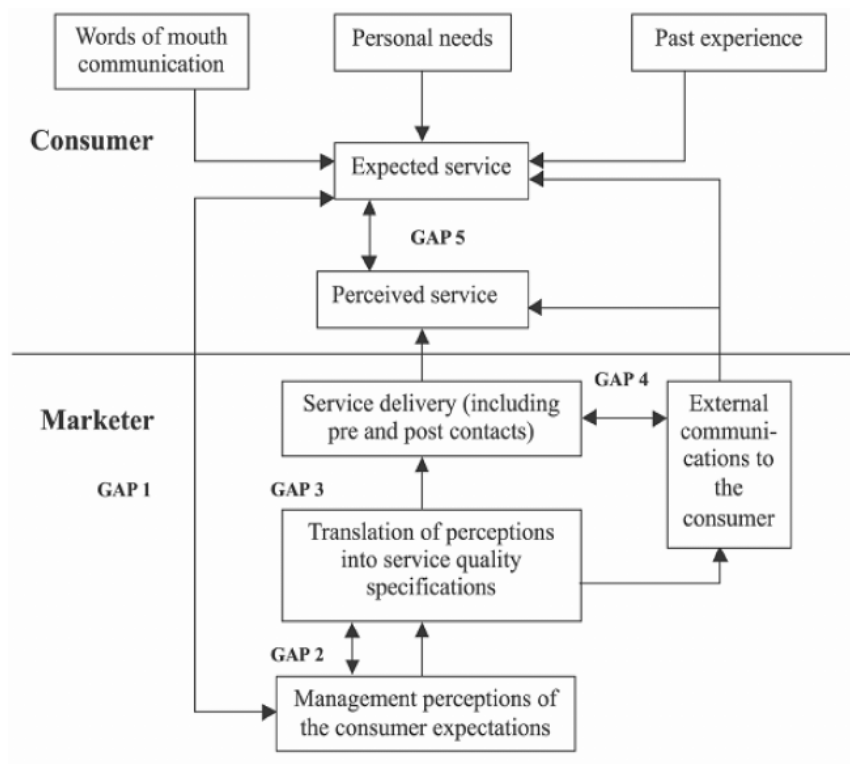 Words of mouth
communication
Personal needs
Past experience
Consumer
Expected service
GAP 5
Perceived service
Marketer
Service delivery (including
pre and post contacts)
GAP 4
External
communi-
cations to
the
consumer
GAP 1
GAP 3
Translation of perceptions
into service quality
specifications
GAP 2
Management perceptions of
the consumer expectations